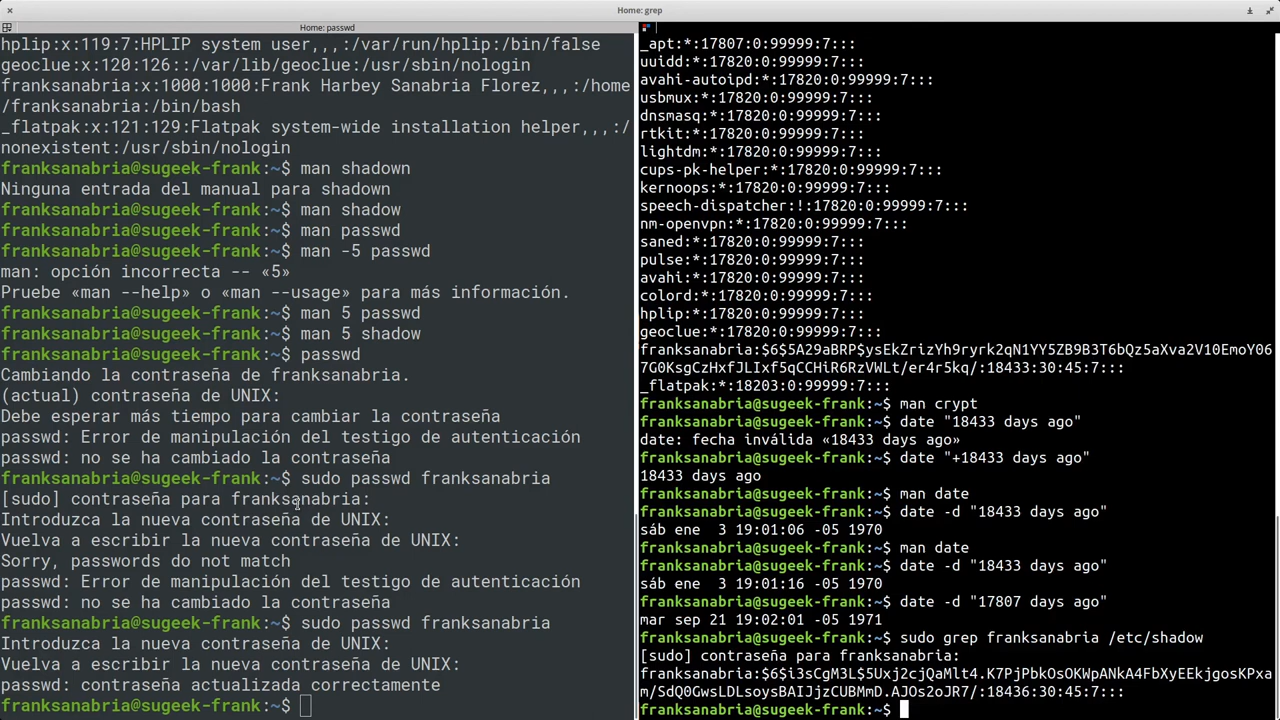 Home: grep
Home: passwd
hplip:x:119:7:HPLIP system user,,,:/var/run/hplip:/bin/false
geoclue:x:120:126::/var/lib/geoclue:/usr/sbin/nologin
franksanabria:x:1000:1000:Frank Harbey Sanabria Florez,,,:/home
/franksanabria:/bin/bash
_flatpak:x:121:129:Flatpak system-wide installation helper,,,:/
nonexistent:/usr/sbin/nologin
franksanabria@sugeek-frank:~$ man shadown
Ninguna entrada del manual para shadown
franksanabria@sugeek-frank:~$ man shadow
franksanabria@sugeek-frank:~$ man passwd
franksanabria@sugeek-frank:~$ man -5 passwd
man: opción incorrecta -- «5»
Pruebe «man --help» o «man --usage» para más información.
franksanabria@sugeek-frank:~$ man 5 passwd
franksanabria@sugeek-frank:~$ man 5 shadow
franksanabria@sugeek-frank:~$ passwd
Cambiando la contraseña de franksanabria.
(actual) contraseña de UNIX:
Debe esperar más tiempo para cambiar la contraseña
passwd: Error de manipulación del testigo de autenticación
passwd: no se ha cambiado la contraseña
franksanabria@sugeek-frank:~$ sudo passwd franksanabria
[sudo] contraseña para franksanabria:
Introduzca la nueva contraseña de UNIX:
Vuelva a escribir la nueva contraseña de UNIX:
Sorry, passwords do not match
passwd: Error de manipulación del testigo de autenticación
passwd: no se ha cambiado la contraseña
franksanabria@sugeek-frank:~$ sudo passwd franksanabria
Introduzca la nueva contraseña de UNIX:
Vuelva a escribir la nueva contraseña de UNIX:
passwd: contraseña actualizada correctamente
franksanabria@sugeek-frank:~$
_apt:*:17807:0:99999:7:::
uuidd:*:17820:0:99999:7:::
avahi-autoipd:*:17820:0:99999:7:::
usbmux:*:17820:0:99999:7:::
dnsmasq:*:17820:0:99999:7:::
rtkit:*:17820:0:99999:7:::
lightdm:*:17820:0:99999:7:::
cups-pk-helper:*:17820:0:99999:7:::
kernoops:*:17820:0:99999:7:::
speech-dispatcher:!:17820:0:99999:7:::
nm-openvpn:*:17820:0:99999:7:::
saned:*:17820:0:99999:7:::
pulse:*:17820:0:99999:7:::
avahi:*:17820:0:99999:7:::
colord:*:17820:0:99999:7:::
hplip:*:17820:0:99999:7:::
geoclue:*:17820:0:99999:7:::
franksanabria:$6$5A29aBRP$ysEkZrizYh9ryrk2qN1YY5ZB9B3T6bQz5aXva2V10EmoY06
7G0KsgCzHxfJLIxf5qCCHiR6RzVWLt/er4r5kq/:18433:30:45:7:::
_flatpak:*:18203:0:99999:7:::
franksanabria@sugeek-frank:~$ man crypt
franksanabria@sugeek-frank:~$ date "18433 days ago"
date: fecha inválida «18433 days ago»
franksanabria@sugeek-frank:~$ date "+18433 days ago"
18433 days ago
franksanabria@sugeek-frank:~$ man date
franksanabria@sugeek-frank:~$ date -d "18433 days ago"
sáb ene  3 19:01:06 -05 1970
franksanabria@sugeek-frank:~$ man date
franksanabria@sugeek-frank:~$ date -d "18433 days ago"
sáb ene  3 19:01:16 -05 1970
franksanabria@sugeek-frank:~$ date -d "17807 days ago"
mar sep 21 19:02:01 -05 1971
franksanabria@sugeek-frank:~$ sudo grep franksanabria /etc/shadow
[sudo] contraseña para franksanabria:
franksanabria:$6$i3sCgM3L$5Uxj2cjQaMlt4.K7PjPbkOsOKWpANkA4FbXyEEkjgosKPxa
m/SdQ0GwsLDLsoysBAIJjzCUBMmD.AJOs2oJR7/:18436:30:45:7:::
franksanabria@sugeek-frank:~$